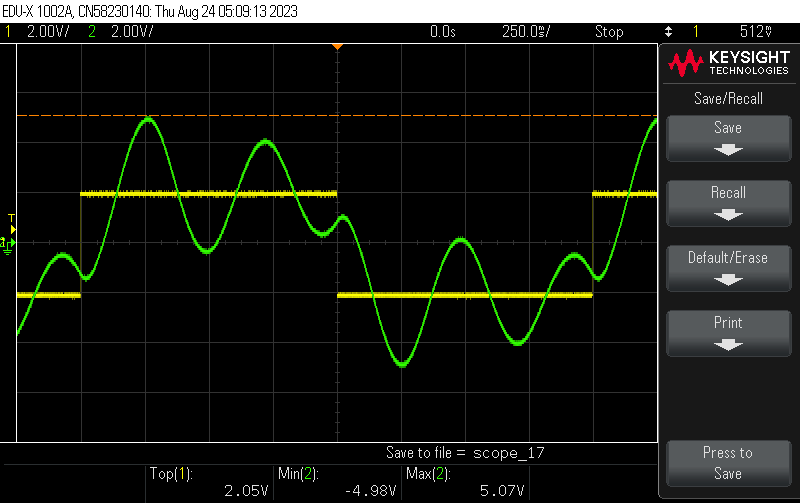 EDU-X 1002A, CN58230140: Thu Aug 24 05:09:13 2023
1 2.00V/ 2 2.00V/ 0.0s 250.0ms/ Stop 1 512mV
KEYSIGHT
TECHNOLOGIES
Save/Recall
Save
Recall
Default/Erase
Print
T
Save to file = scope_17
Press to
Save
Top(1): Min(2): Max(2):
2.05V -4.98V 5.07V